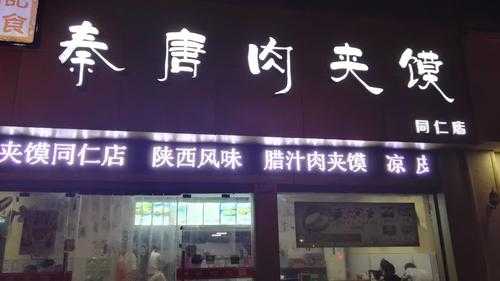 秦唐肉夹馍
同仁店
夹馍同仁店 陕西风味 腊汁肉夹馍 凉皮